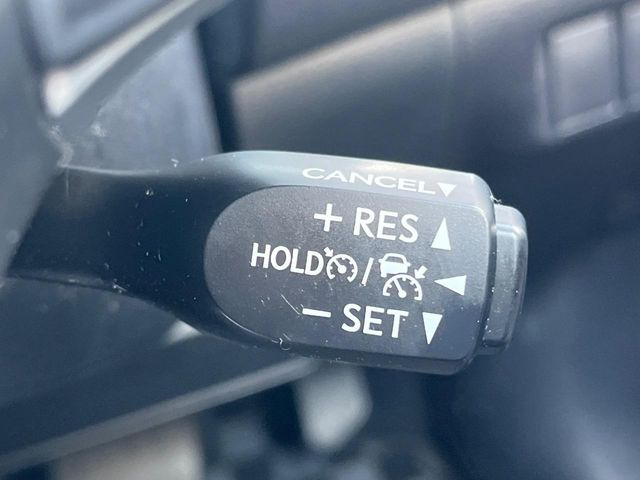 CANCEL▼
+ RES ▲
HOLD / ◀
− SET ▼